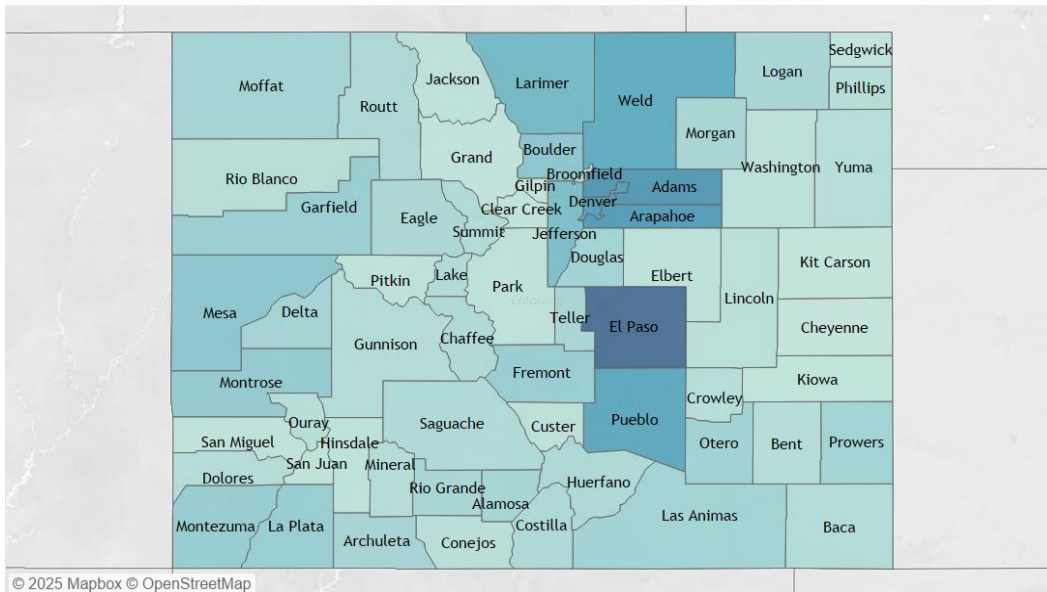 Sedgwick
Jackson
Larimer
Logan
Moffat
Phillips
Weld
Routt
Morgan
Boulder
Grand
Washington
Yuma
Broomfield
Rio Blanco
Gilpin
Adams
Denver
Garfield
Clear Creek
Eagle
Arapahoe
Summit
Jefferson
Douglas
Kit Carson
Lake
Elbert
Pitkin
Park
Lincoln
Colorado
Mesa
Delta
Teller
El Paso
Cheyenne
Chaffee
Gunnison
Fremont
Montrose
Kiowa
Crowley
Pueblo
Ouray
Saguache
Custer
San Miguel
Hinsdale
Otero
Bent
Prowers
San Juan
Mineral
Dolores
Huerfano
Rio Grande
Alamosa
Las Animas
Montezuma
La Plata
Costilla
Baca
Archuleta
Conejos
© 2025 Mapbox © OpenStreetMap